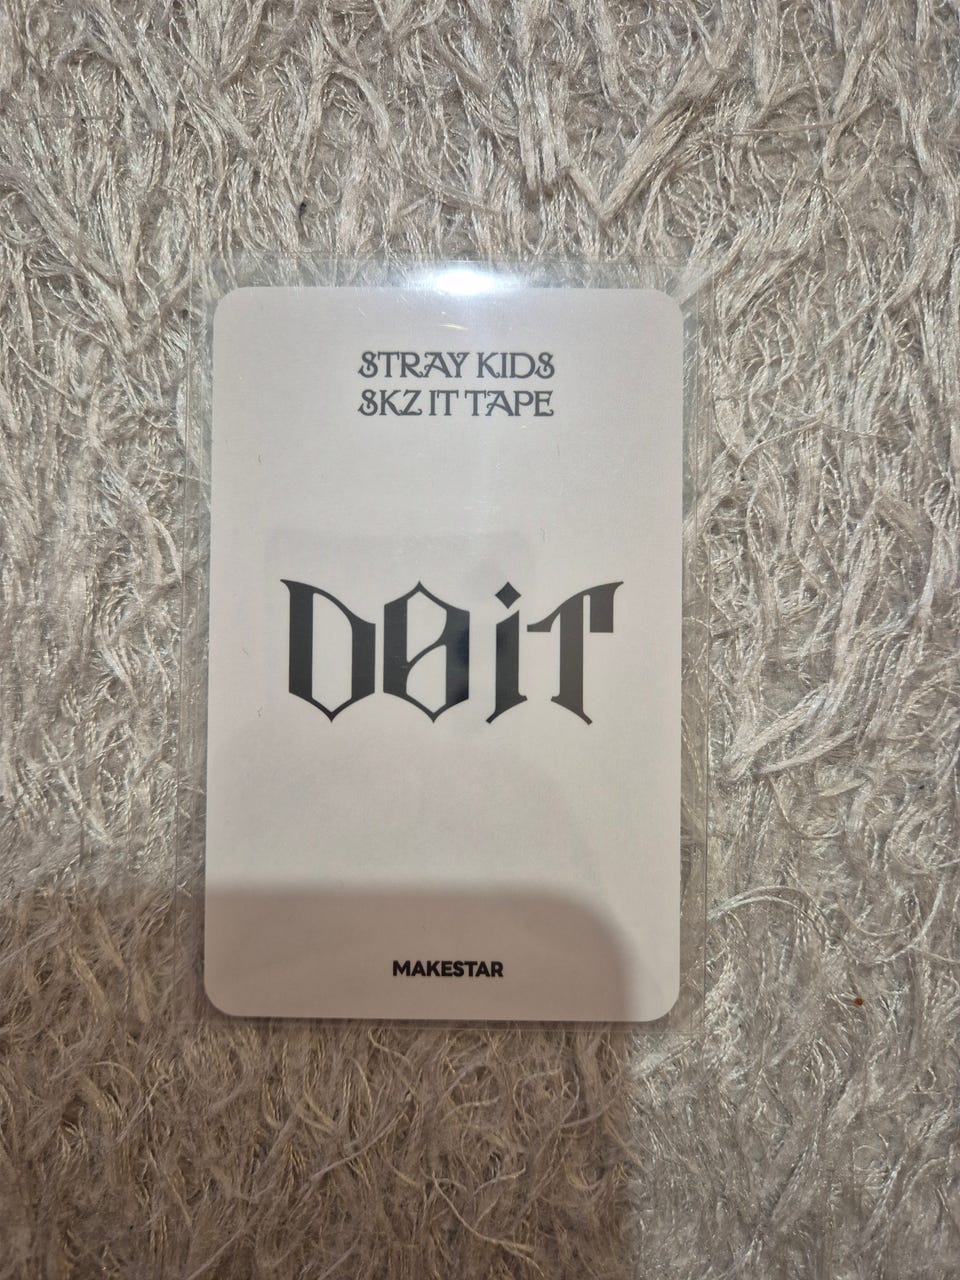 STRAY KIDS
SKZ IT TAPE
DO iT
MAKESTAR